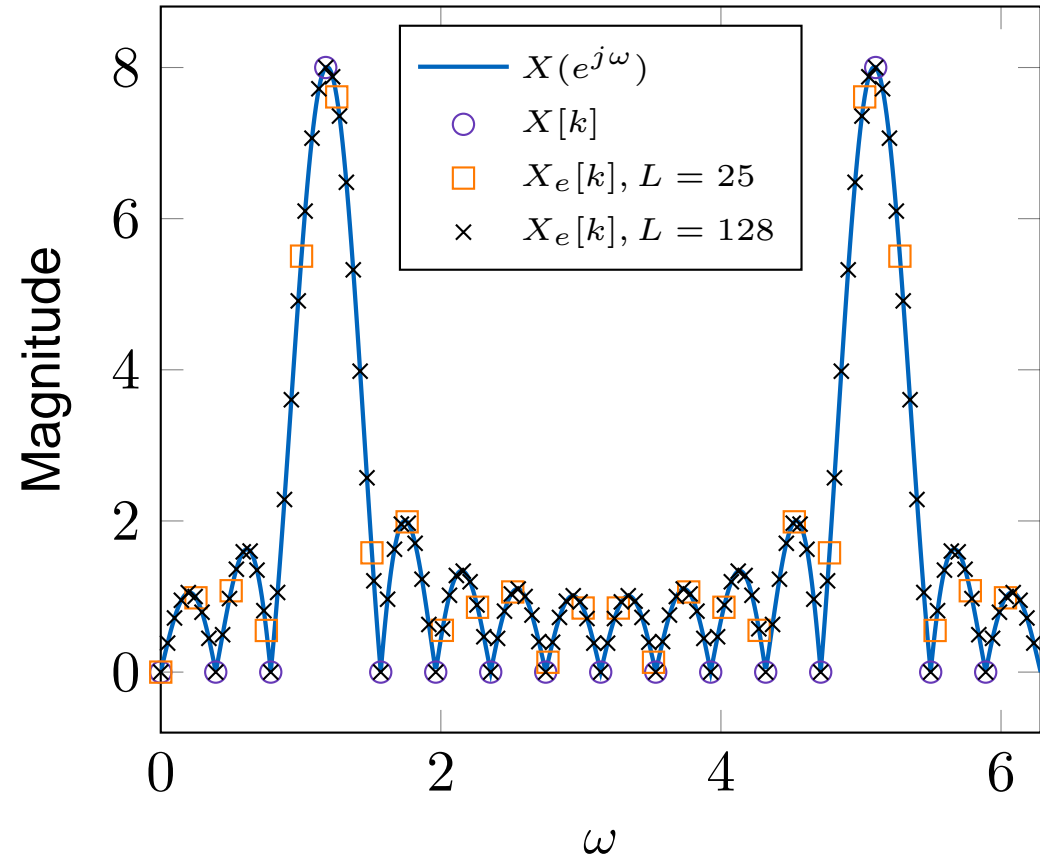 8
6
4
2
0
Magnitude
X(e^{jω})
X[k]
X_e[k], L = 25
X_e[k], L = 128
0 2 4 6
ω